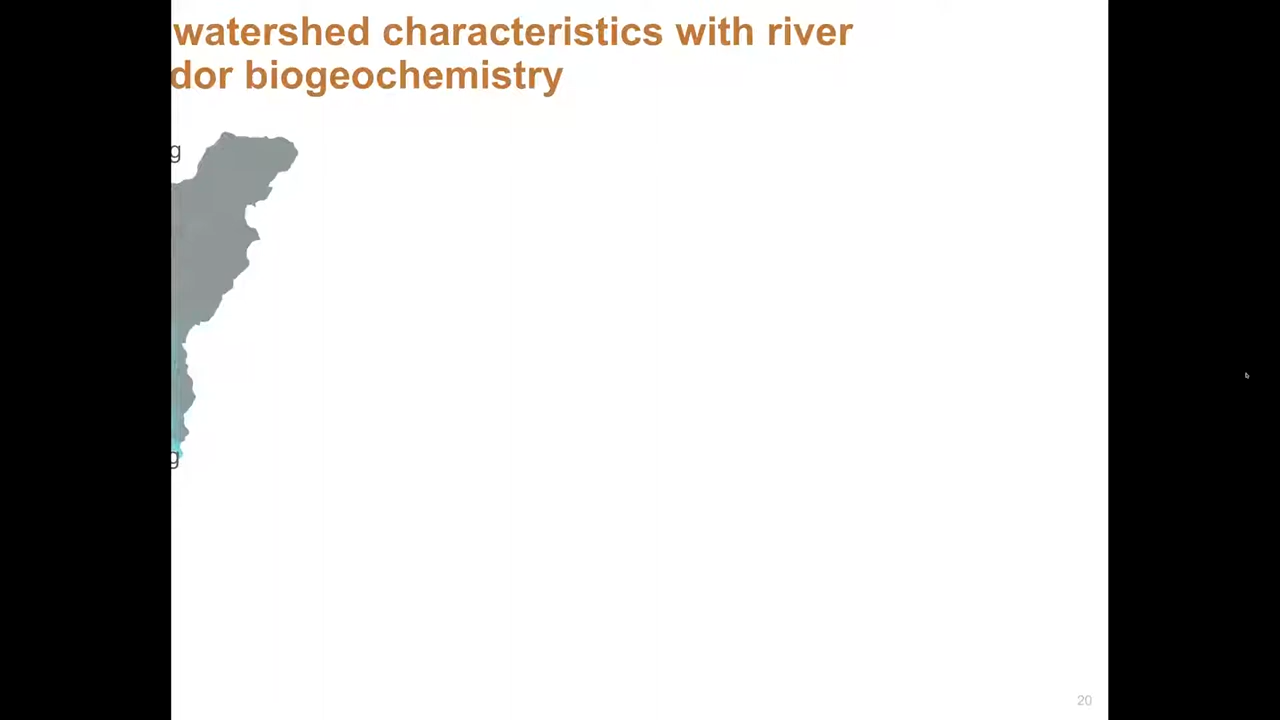 watershed characteristics with river
dor biogeochemistry
g
g
20